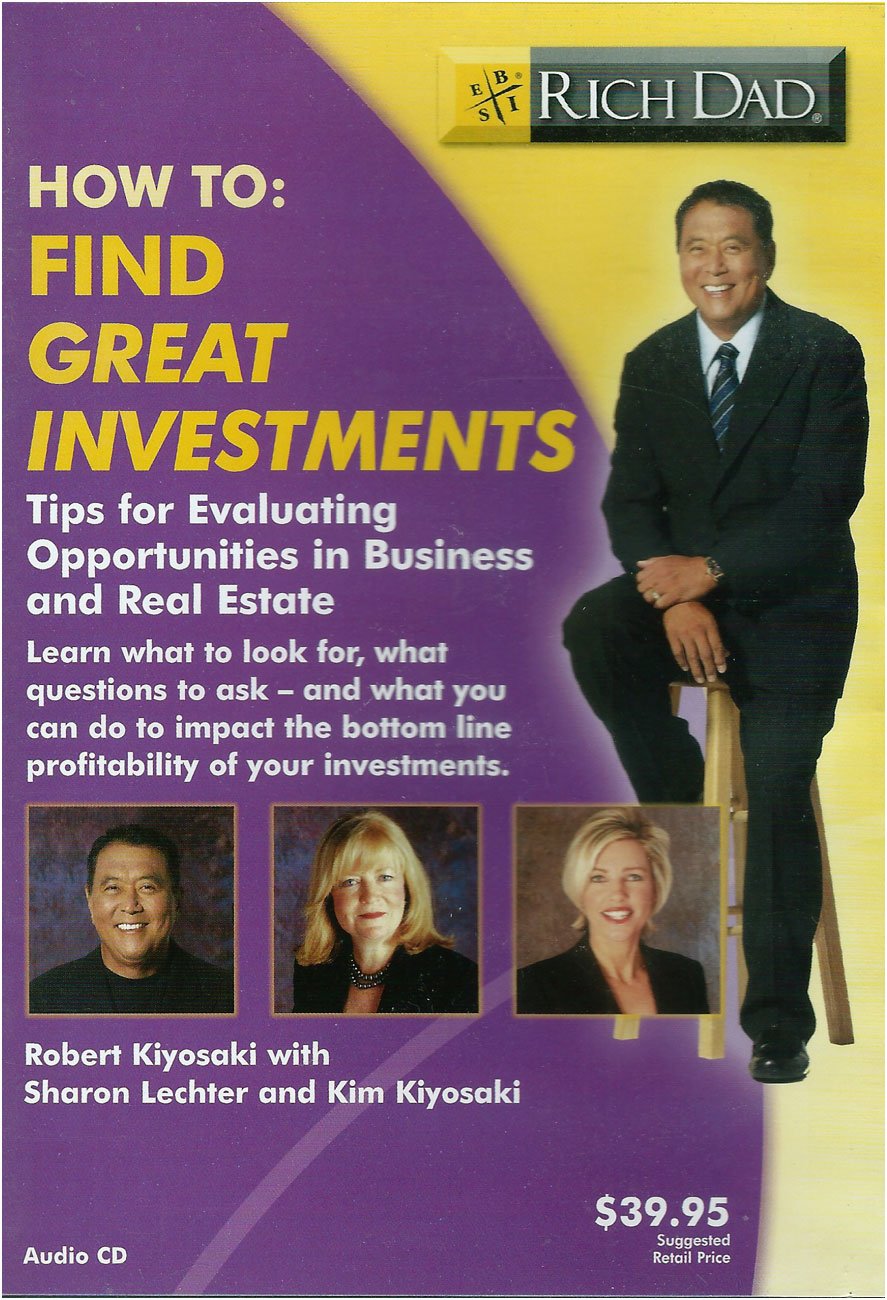 E B ®
S I
RICH DAD®
HOW TO:
FIND
GREAT
INVESTMENTS
Tips for Evaluating
Opportunities in Business
and Real Estate
Learn what to look for, what
questions to ask – and what you
can do to impact the bottom line
profitability of your investments.
Robert Kiyosaki with
Sharon Lechter and Kim Kiyosaki
$39.95
Suggested
Retail Price
Audio CD